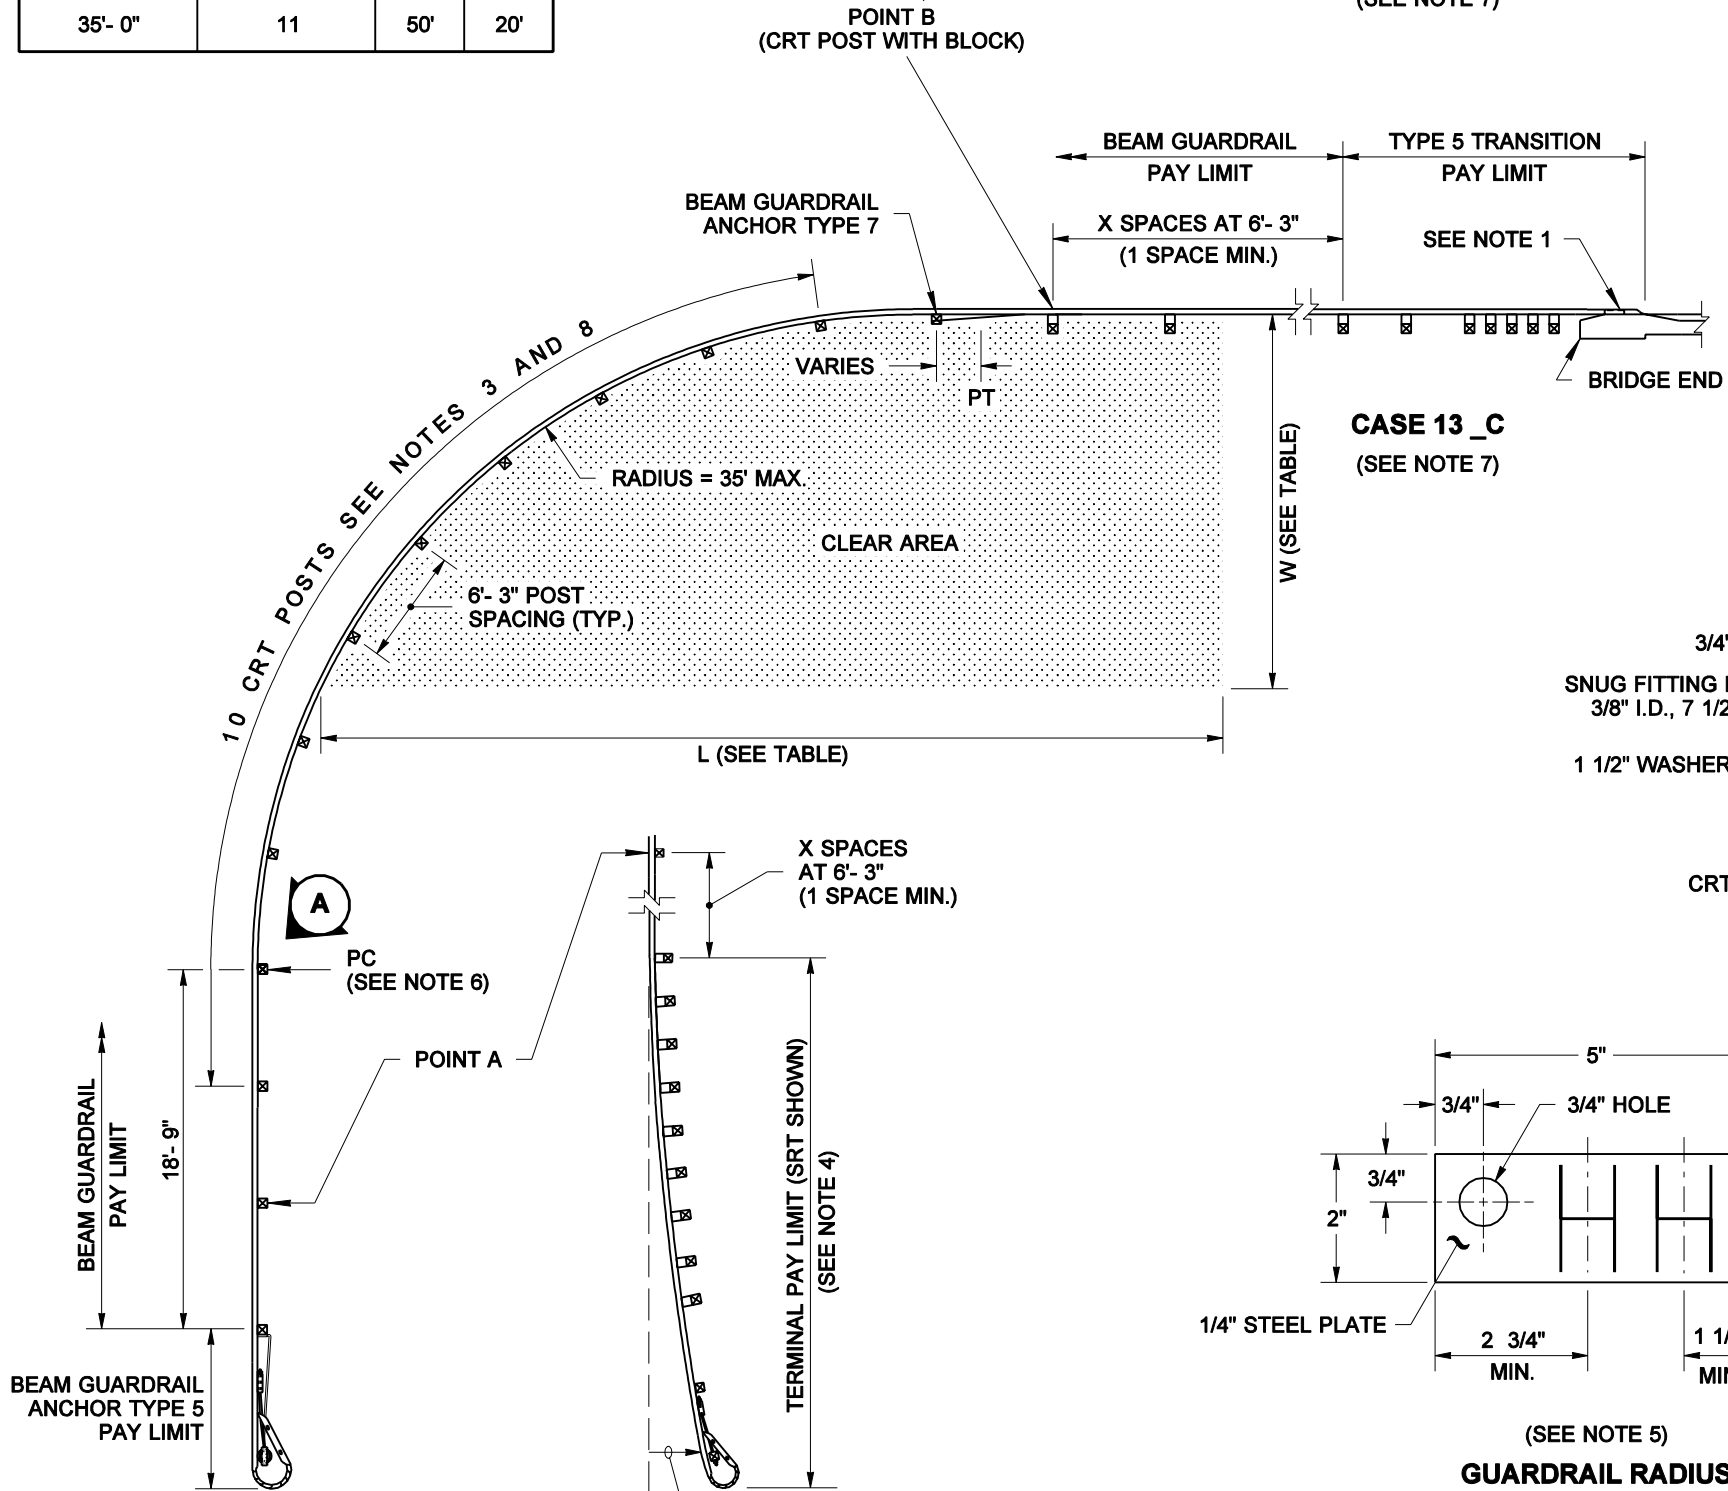 35'- 0" 11 50' 20'
POINT B
(CRT POST WITH BLOCK)
(SEE NOTE 7)
BEAM GUARDRAIL
PAY LIMIT
TYPE 5 TRANSITION
PAY LIMIT
BEAM GUARDRAIL
ANCHOR TYPE 7
X SPACES AT 6'- 3"
(1 SPACE MIN.)
SEE NOTE 1
VARIES
PT
BRIDGE END
10 CRT POSTS SEE NOTES 3 AND 8
CASE 13 _C
(SEE NOTE 7)
RADIUS = 35' MAX.
W (SEE TABLE)
CLEAR AREA
6'- 3" POST
SPACING (TYP.)
L (SEE TABLE)
3/4"
SNUG FITTING
3/8" I.D., 7 1/2
1 1/2" WASHER
CRT
A
X SPACES
AT 6'- 3"
(1 SPACE MIN.)
PC
(SEE NOTE 6)
POINT A
BEAM GUARDRAIL
PAY LIMIT
18'- 9"
TERMINAL PAY LIMIT (SRT SHOWN)
(SEE NOTE 4)
BEAM GUARDRAIL
ANCHOR TYPE 5
PAY LIMIT
5"
3/4"
3/4" HOLE
3/4"
2"
1/4" STEEL PLATE
2 3/4"
MIN.
(SEE NOTE 5)
GUARDRAIL RADIUS